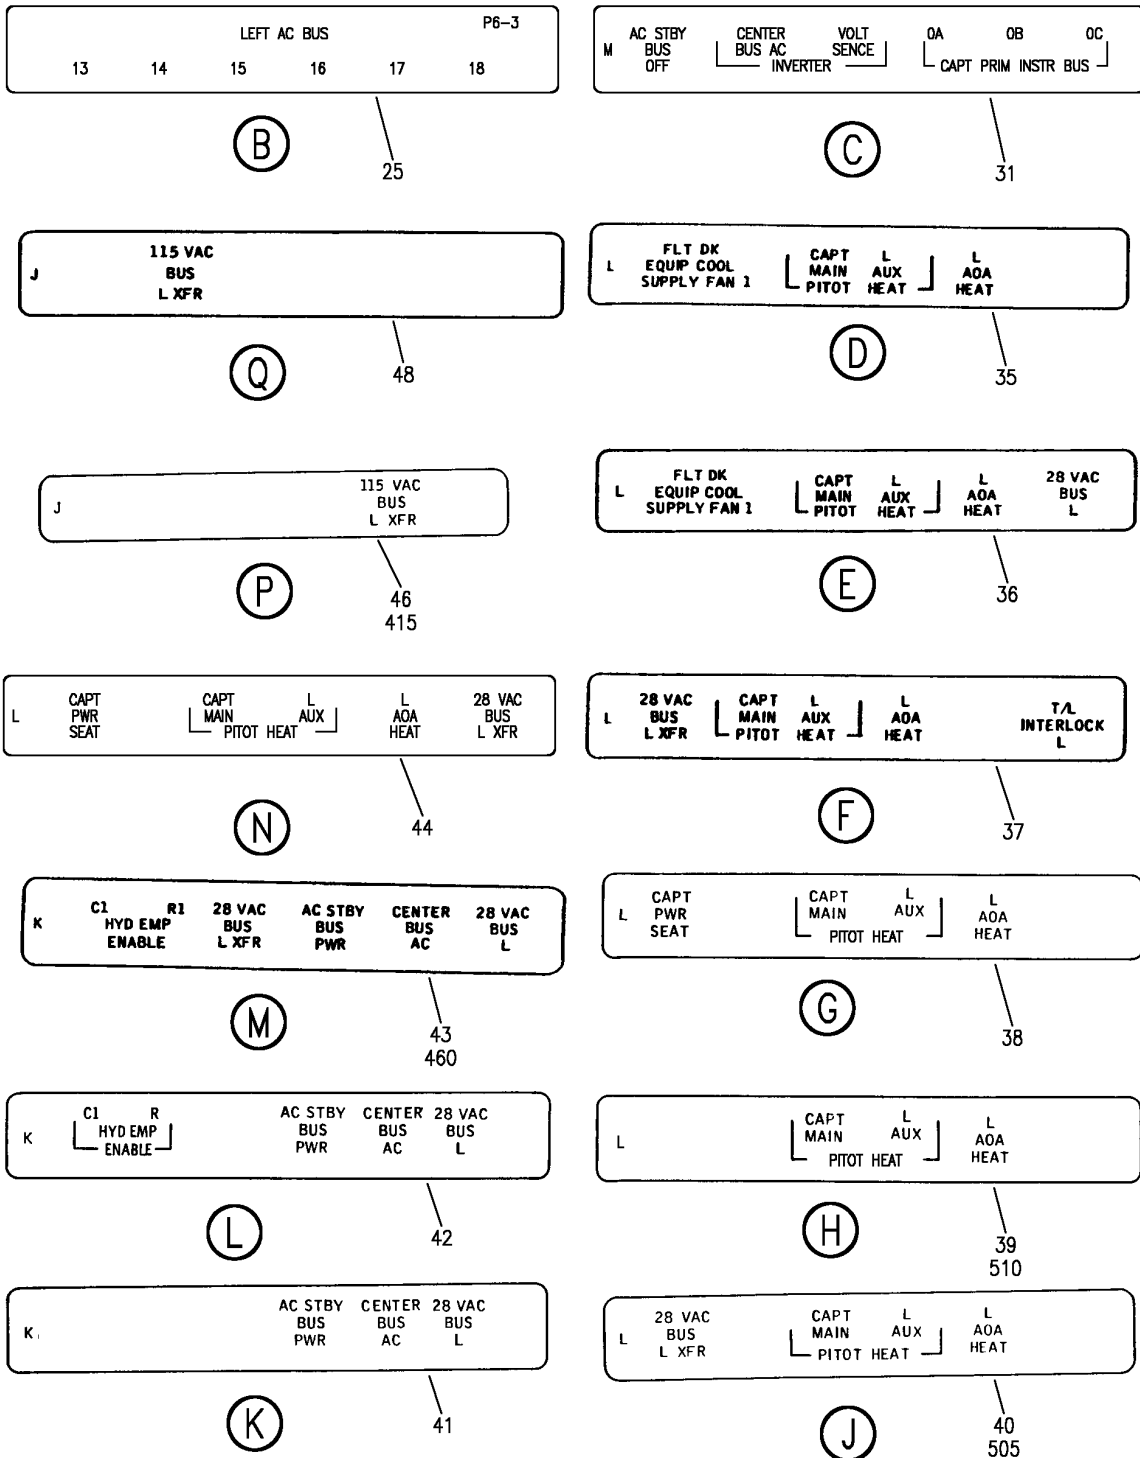 LEFT AC BUS P6-3
13 14 15 16 17 18
B
25
M AC STBY BUS OFF
CENTER BUS AC VOLT SENCE
INVERTER
0A 0B 0C
CAPT PRIM INSTR BUS
C
31
J
115 VAC
BUS
L XFR
Q
48
L
FLT DK
EQUIP COOL
SUPPLY FAN 1
CAPT L
MAIN AUX
PITOT HEAT
L
AOA
HEAT
D
35
J
115 VAC
BUS
L XFR
P
46
415
L
FLT DK
EQUIP COOL
SUPPLY FAN 1
CAPT L
MAIN AUX
PITOT HEAT
L
AOA
HEAT
28 VAC
BUS
L
E
36
L
CAPT
PWR
SEAT
CAPT L
MAIN AUX
PITOT HEAT
L
AOA
HEAT
28 VAC
BUS
L XFR
N
44
L
28 VAC
BUS
L XFR
CAPT L
MAIN AUX
PITOT HEAT
L
AOA
HEAT
T/L
INTERLOCK
L
F
37
K
C1 R1
HYD EMP
ENABLE
28 VAC
BUS
L XFR
AC STBY
BUS
PWR
CENTER
BUS
AC
28 VAC
BUS
L
M
43
460
L
CAPT
PWR
SEAT
CAPT L
MAIN AUX
PITOT HEAT
L
AOA
HEAT
G
38
K
C1 R
HYD EMP
ENABLE
AC STBY
BUS
PWR
CENTER
BUS
AC
28 VAC
BUS
L
L
42
L
CAPT L
MAIN AUX
PITOT HEAT
L
AOA
HEAT
H
39
510
K
AC STBY
BUS
PWR
CENTER
BUS
AC
28 VAC
BUS
L
K
41
L
28 VAC
BUS
L XFR
CAPT L
MAIN AUX
PITOT HEAT
L
AOA
HEAT
J
40
505